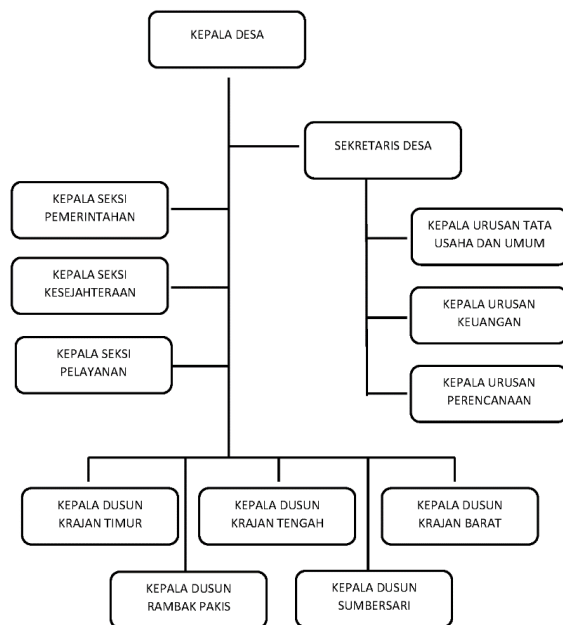 KEPALA DESA
SEKRETARIS DESA
KEPALA SEKSI
PEMERINTAHAN
KEPALA URUSAN TATA
USAHA DAN UMUM
KEPALA SEKSI
KESEJAHTERAAN
KEPALA URUSAN
KEUANGAN
KEPALA SEKSI
PELAYANAN
KEPALA URUSAN
PERENCANAAN
KEPALA DUSUN
KRAJAN TIMUR
KEPALA DUSUN
KRAJAN TENGAH
KEPALA DUSUN
KRAJAN BARAT
KEPALA DUSUN
RAMBAK PAKIS
KEPALA DUSUN
SUMBERSARI